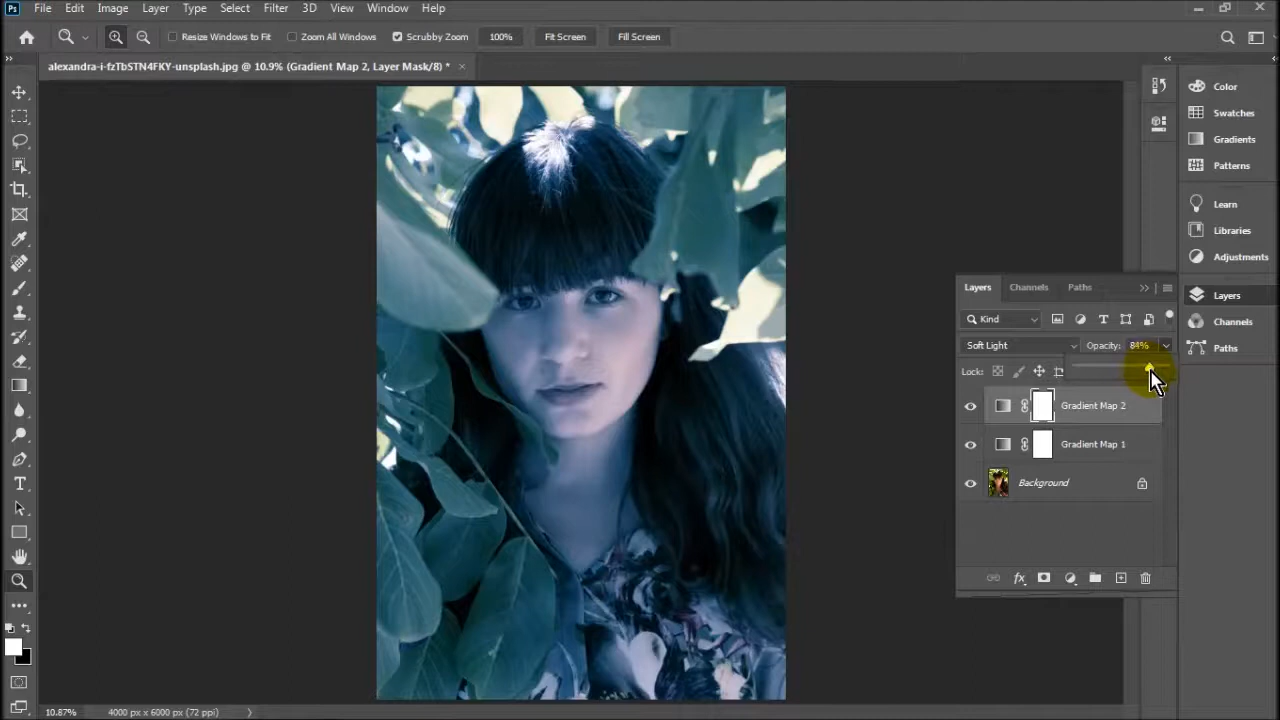 Ps File Edit Image Layer Type Select Filter 3D View Window Help
Resize Windows to Fit Zoom All Windows Scrubby Zoom 100% Fit Screen Fill Screen
alexandra-i-fzTbSTN4FKY-unsplash.jpg @ 10.9% (Gradient Map 2, Layer Mask/8) *
Color
Swatches
Gradients
Patterns
Learn
Libraries
Adjustments
Layers
Channels
Paths
Layers Channels Paths
Kind
Soft Light Opacity: 84%
Lock:
Gradient Map 2
Gradient Map 1
Background
fx
10.87% 4000 px x 6000 px (72 ppi)